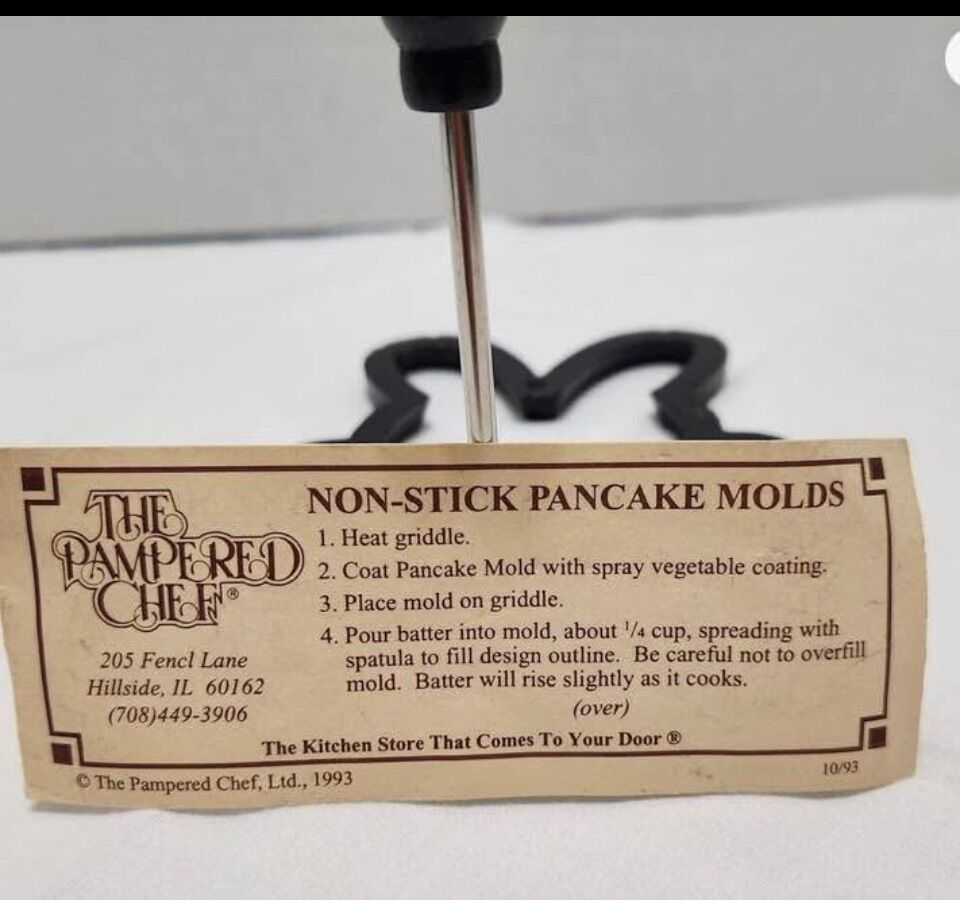 THE
PAMPERED
CHEF®
205 Fencl Lane
Hillside, IL 60162
(708)449-3906
NON-STICK PANCAKE MOLDS
1. Heat griddle.
2. Coat Pancake Mold with spray vegetable coating.
3. Place mold on griddle.
4. Pour batter into mold, about 1/4 cup, spreading with
spatula to fill design outline. Be careful not to overfill
mold. Batter will rise slightly as it cooks.
(over)
The Kitchen Store That Comes To Your Door ®
© The Pampered Chef, Ltd., 1993
10/93